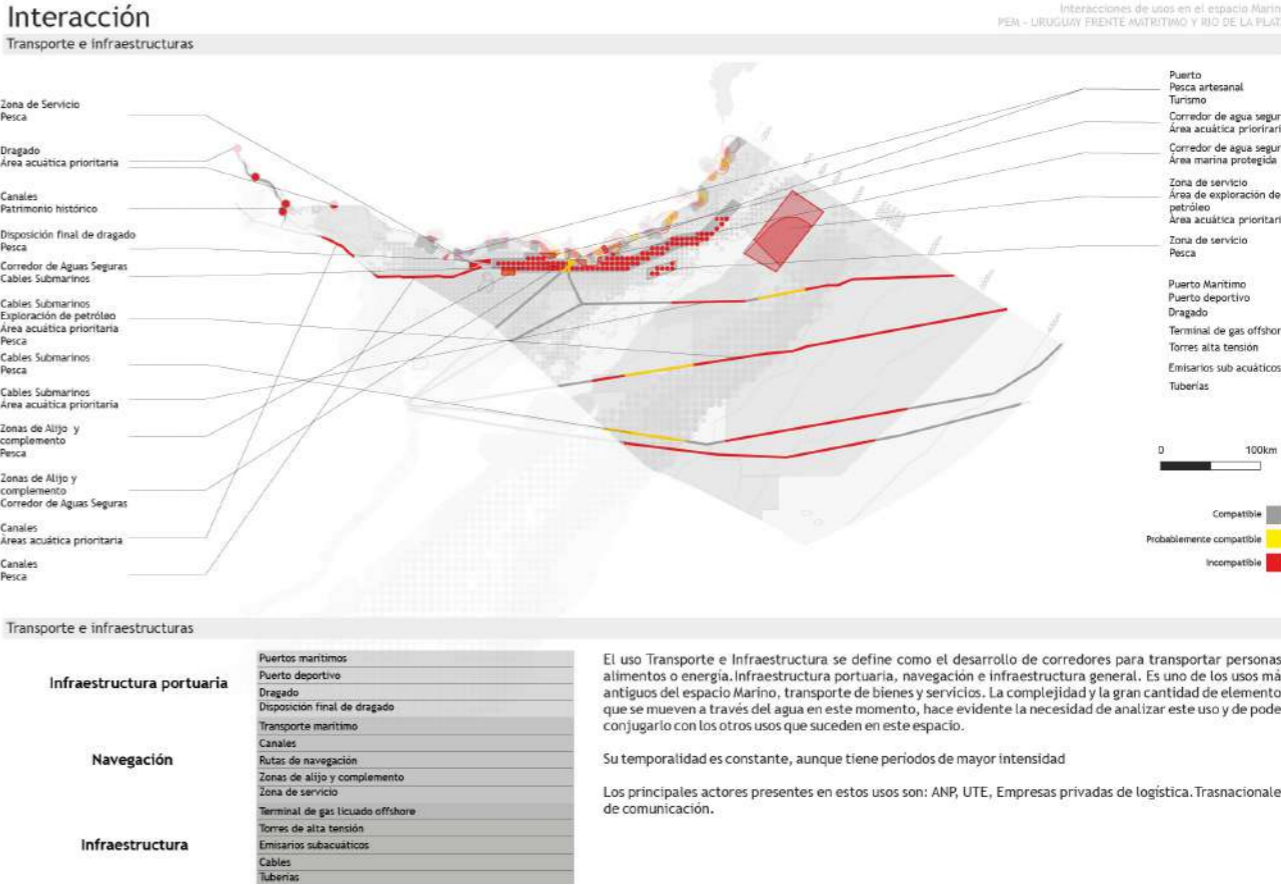 Interacción
Interacciones de usos en el espacio Marin
PEM - URUGUAY FRENTE MATRITIMO Y RIO DE LA PLAT
Transporte e infraestructuras
Zona de Servicio
Pesca
Dragado
Área acuática prioritaria
Canales
Patrimonio histórico
Disposición final de dragado
Pesca
Corredor de Aguas Seguras
Cables Submarinos
Cables Submarinos
Exploración de petróleo
Área acuática prioritaria
Pesca
Cables Submarinos
Pesca
Cables Submarinos
Área acuática prioritaria
Zonas de Alijo y
complemento
Pesca
Zonas de Alijo y
complemento
Corredor de Aguas Seguras
Canales
Áreas acuática prioritaria
Canales
Pesca
Puerto
Pesca artesanal
Turismo
Corredor de agua segur
Área acuática priorirari
Corredor de agua segur
Área marina protegida
Zona de servicio
Área de exploración de
petróleo
Área acuática prioritari
Zona de servicio
Pesca
Puerto Marítimo
Puerto deportivo
Dragado
Terminal de gas offshor
Torres alta tensión
Emisarios sub acuáticos
Tuberías
0 100km
Compatible
Probablemente compatible
Incompatible
Transporte e infraestructuras
Infraestructura portuaria
Puertos marítimos
Puerto deportivo
Dragado
Disposición final de dragado
Navegación
Transporte marítimo
Canales
Rutas de navegación
Zonas de alijo y complemento
Zona de servicio
Infraestructura
Terminal de gas licuado offshore
Torres de alta tensión
Emisarios subacuáticos
Cables
Tuberías
El uso Transporte e Infraestructura se define como el desarrollo de corredores para transportar personas
alimentos o energía.Infraestructura portuaria, navegación e infraestructura general. Es uno de los usos má
antiguos del espacio Marino, transporte de bienes y servicios. La complejidad y la gran cantidad de elemento
que se mueven a través del agua en este momento, hace evidente la necesidad de analizar este uso y de pode
conjugarlo con los otros usos que suceden en este espacio.
Su temporalidad es constante, aunque tiene períodos de mayor intensidad
Los principales actores presentes en estos usos son: ANP, UTE, Empresas privadas de logística.Trasnacionale
de comunicación.